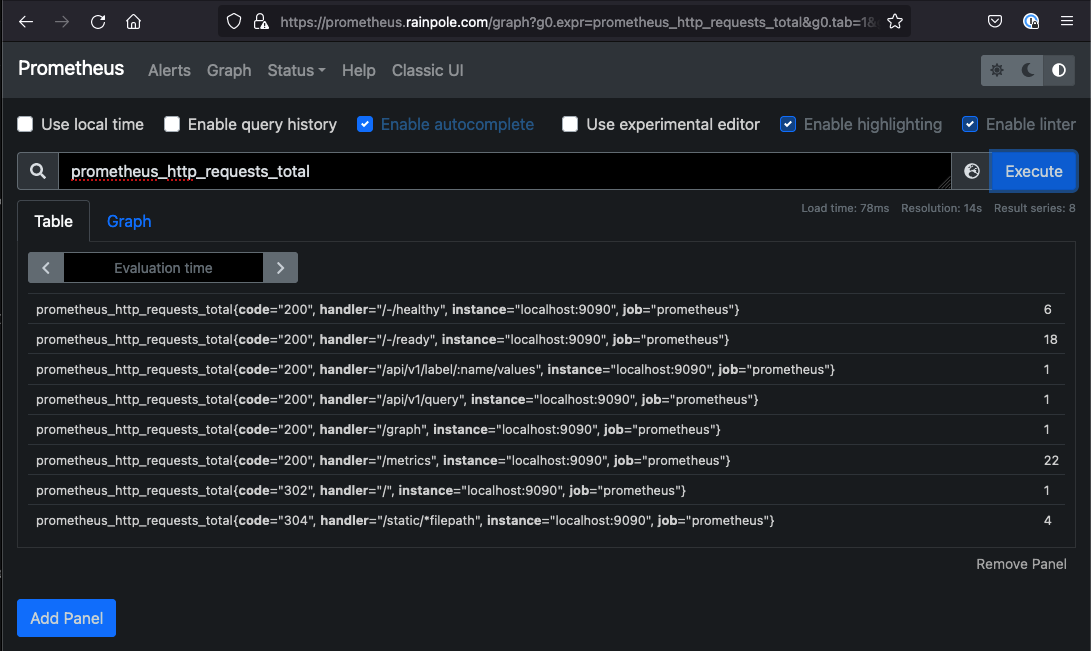 https://prometheus.rainpole.com/graph?g0.expr=prometheus_http_requests_total&g0.tab=1&
Prometheus Alerts Graph Status Help Classic UI
Use local time Enable query history Enable autocomplete Use experimental editor Enable highlighting Enable linter
prometheus_http_requests_total Execute
Load time: 78ms Resolution: 14s Result series: 8
Table Graph
Evaluation time
prometheus_http_requests_total{code="200", handler="/-/healthy", instance="localhost:9090", job="prometheus"} 6
prometheus_http_requests_total{code="200", handler="/-/ready", instance="localhost:9090", job="prometheus"} 18
prometheus_http_requests_total{code="200", handler="/api/v1/label/:name/values", instance="localhost:9090", job="prometheus"} 1
prometheus_http_requests_total{code="200", handler="/api/v1/query", instance="localhost:9090", job="prometheus"} 1
prometheus_http_requests_total{code="200", handler="/graph", instance="localhost:9090", job="prometheus"} 1
prometheus_http_requests_total{code="200", handler="/metrics", instance="localhost:9090", job="prometheus"} 22
prometheus_http_requests_total{code="302", handler="/", instance="localhost:9090", job="prometheus"} 1
prometheus_http_requests_total{code="304", handler="/static/*filepath", instance="localhost:9090", job="prometheus"} 4
Remove Panel
Add Panel